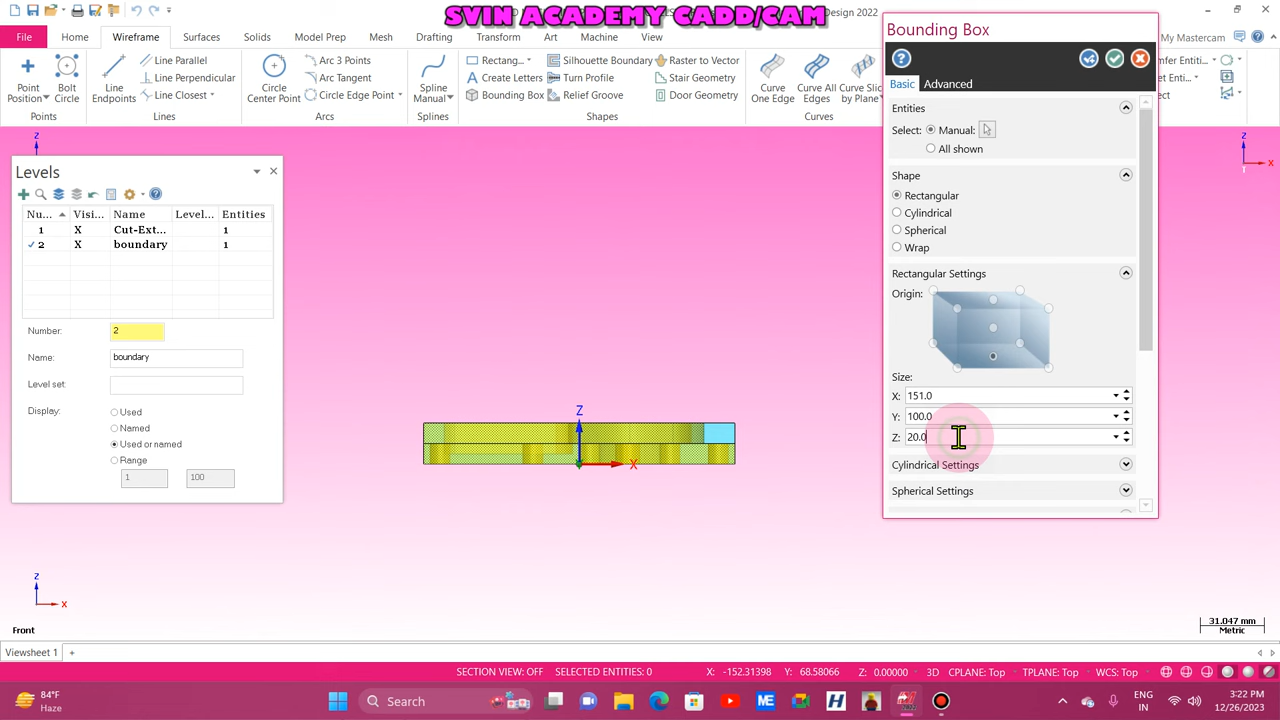 SVIN ACADEMY CADD/CAM
Design 2022
File
Home
Wireframe
Surfaces
Solids
Model Prep
Mesh
Drafting
Transform
Art
Machine
View
My Mastercam
Point
Position
Bolt
Circle
Points
Line
Endpoints
Line Parallel
Line Perpendicular
Line Closest
Lines
Circle
Center Point
Arc 3 Points
Arc Tangent
Circle Edge Point
Arcs
Spline
Manual
Splines
Rectang...
Create Letters
Bounding Box
Silhouette Boundary
Turn Profile
Relief Groove
Raster to Vector
Stair Geometry
Door Geometry
Shapes
Curve
One Edge
Curve All
Edges
Curve Slic
by Plane
Curves
Bounding Box
Basic
Advanced
Entities
Select:
Manual:
All shown
Shape
Rectangular
Cylindrical
Spherical
Wrap
Rectangular Settings
Origin:
Size:
X: 151.0
Y: 100.0
Z: 20.0
Cylindrical Settings
Spherical Settings
Levels
Nu... Visi... Name Level... Entities
1 X Cut-Ext... 1
2 X boundary 1
Number: 2
Name: boundary
Level set:
Display:
Used
Named
Used or named
Range
1 100
Z
X
Z
X
T
Z
Z
X
Front
31.047 mm
Metric
Viewsheet 1 +
SECTION VIEW: OFF SELECTED ENTITIES: 0 X: -152.31398 Y: 68.58066 Z: 0.00000 3D CPLANE: Top TPLANE: Top WCS: Top
84°F
Haze
Search
ME
H
ENG
IN
3:22 PM
12/26/2023